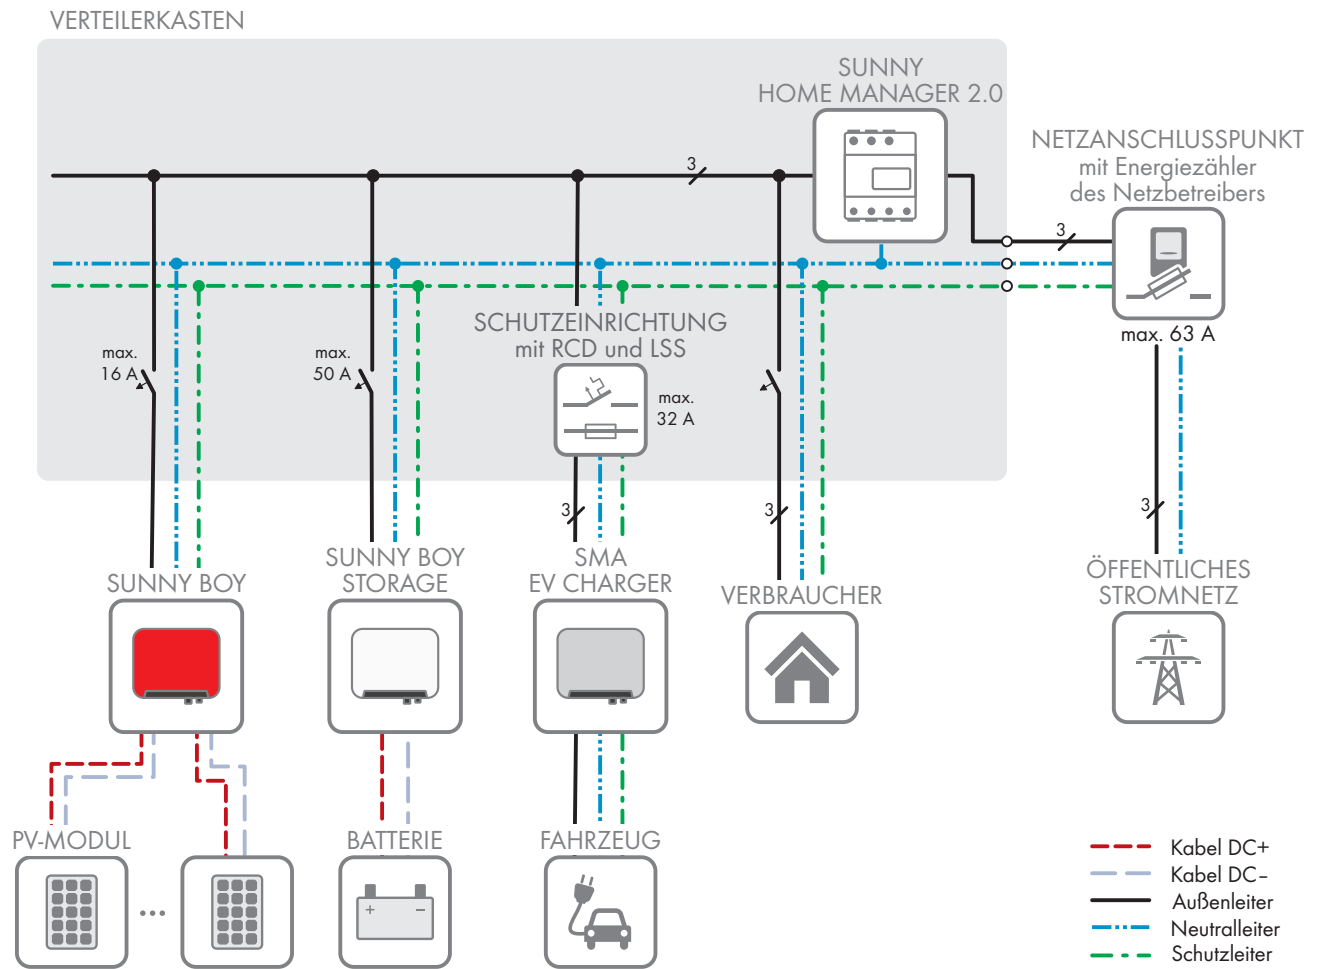 VERTEILERKASTEN
SUNNY
HOME MANAGER 2.0
NETZANSCHLUSSPUNKT
mit Energiezähler
des Netzbetreibers
3
3
SCHUTZEINRICHTUNG
mit RCD und LSS
max.
16 A
max.
50 A
max.
32 A
max. 63 A
3
3
3
SUNNY BOY
SUNNY BOY
STORAGE
SMA
EV CHARGER
VERBRAUCHER
ÖFFENTLICHES
STROMNETZ
PV-MODUL
BATTERIE
FAHRZEUG
...
+ −
Kabel DC+
Kabel DC–
Außenleiter
Neutralleiter
Schutzleiter